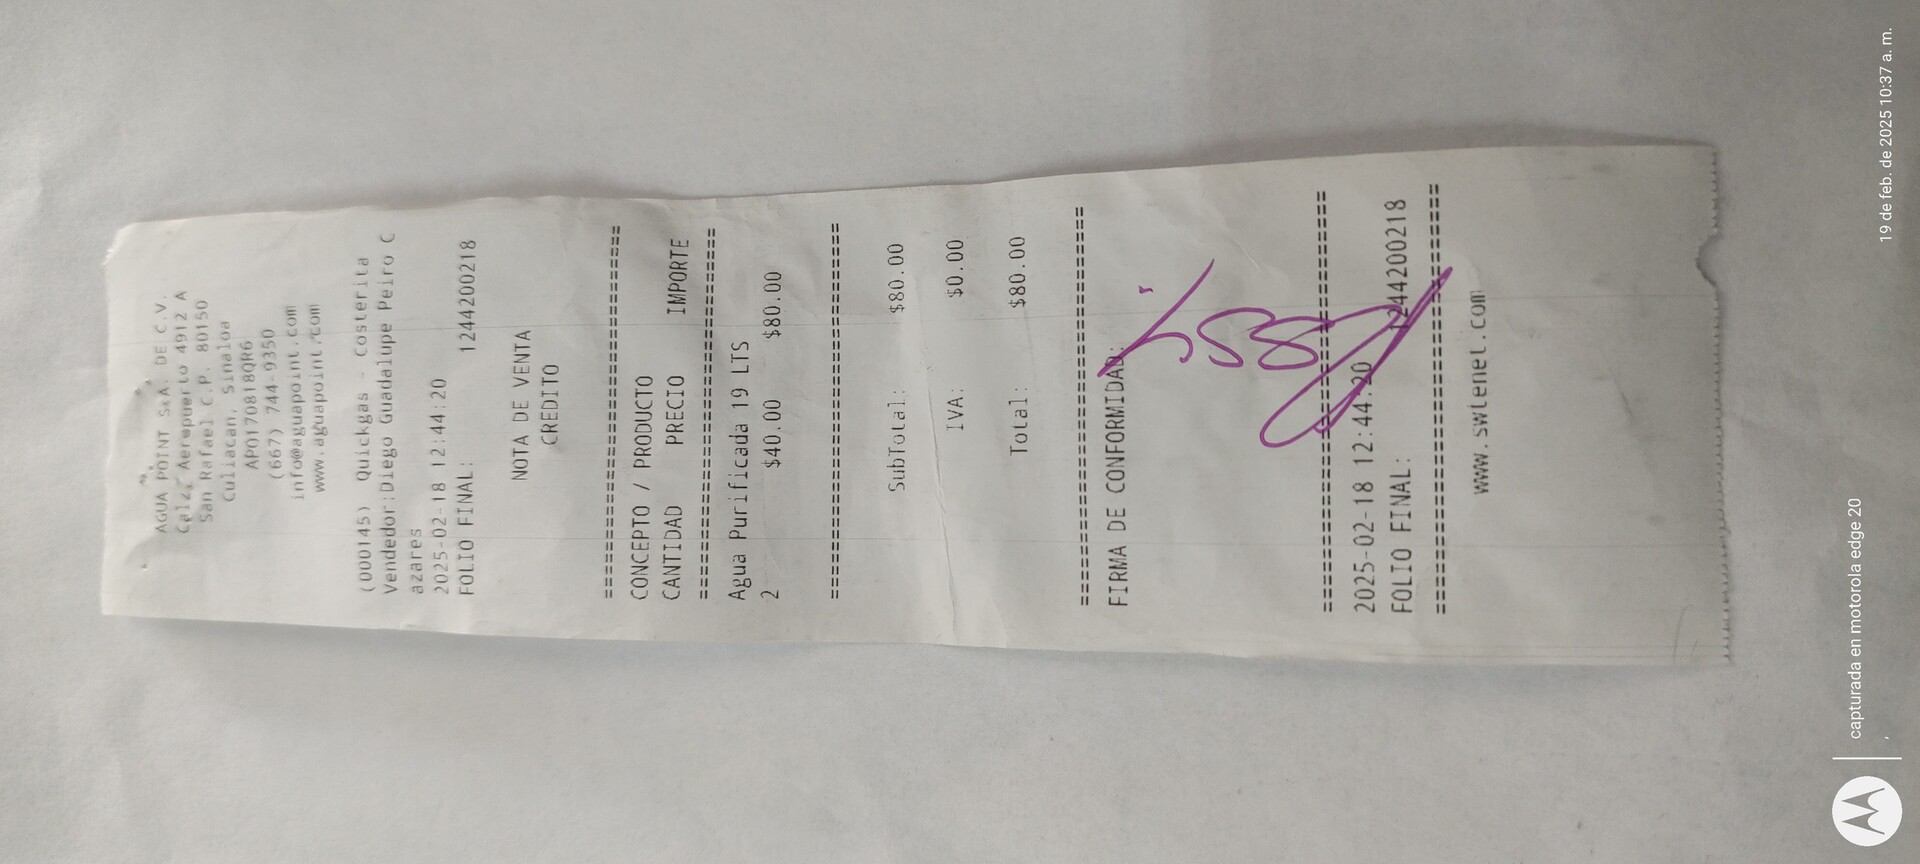 AGUA POINT S.A. DE C.V.
Calz. Aeropuerto 4912 A
San Rafael C.P. 80150
Culiacan, Sinaloa
APO170818QR6
(667) 744-9350
info@aguapoint.com
www.aguapoint.com
(000145) Quickgas - Costerita
Vendedor:Diego Guadalupe Peiro C
azares
2025-02-18 12:44:20
FOLIO FINAL: 1244200218
NOTA DE VENTA
CREDITO
================================
CONCEPTO / PRODUCTO
CANTIDAD PRECIO IMPORTE
================================
Agua Purificada 19 LTS
2 $40.00 $80.00
================================
SubTotal: $80.00
IVA: $0.00
Total: $80.00
================================
FIRMA DE CONFORMIDAD:
================================
2025-02-18 12:44:20
FOLIO FINAL: 1244200218
================================
www.swtenet.com
capturada en motorola edge 20
19 de feb. de 2025 10:37 a. m.